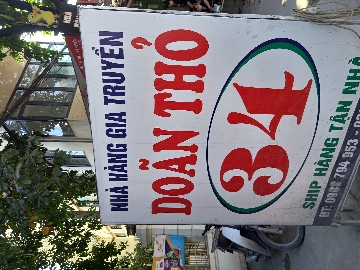 NHÀ HÀNG GIA TRUYỀN
DOÃN THỎ
34
SHIP HÀNG TẬN NHÀ